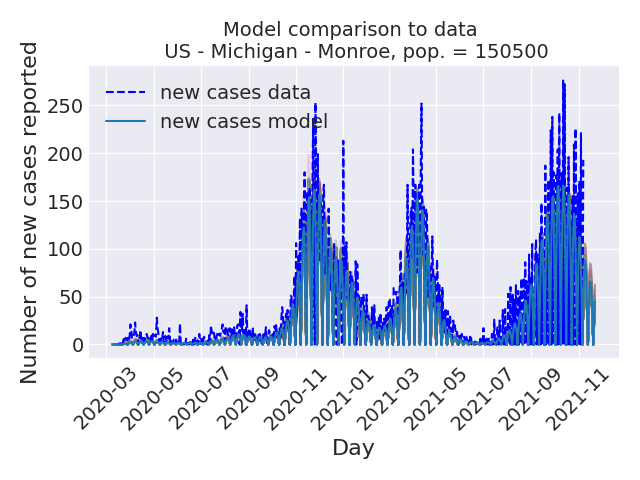 Model comparison to data
US - Michigan - Monroe, pop. = 150500
Number of new cases reported
250
200
150
100
50
0
new cases data
new cases model
2020-03
2020-05
2020-07
2020-09
2020-11
2021-01
2021-03
2021-05
2021-07
2021-09
2021-11
Day